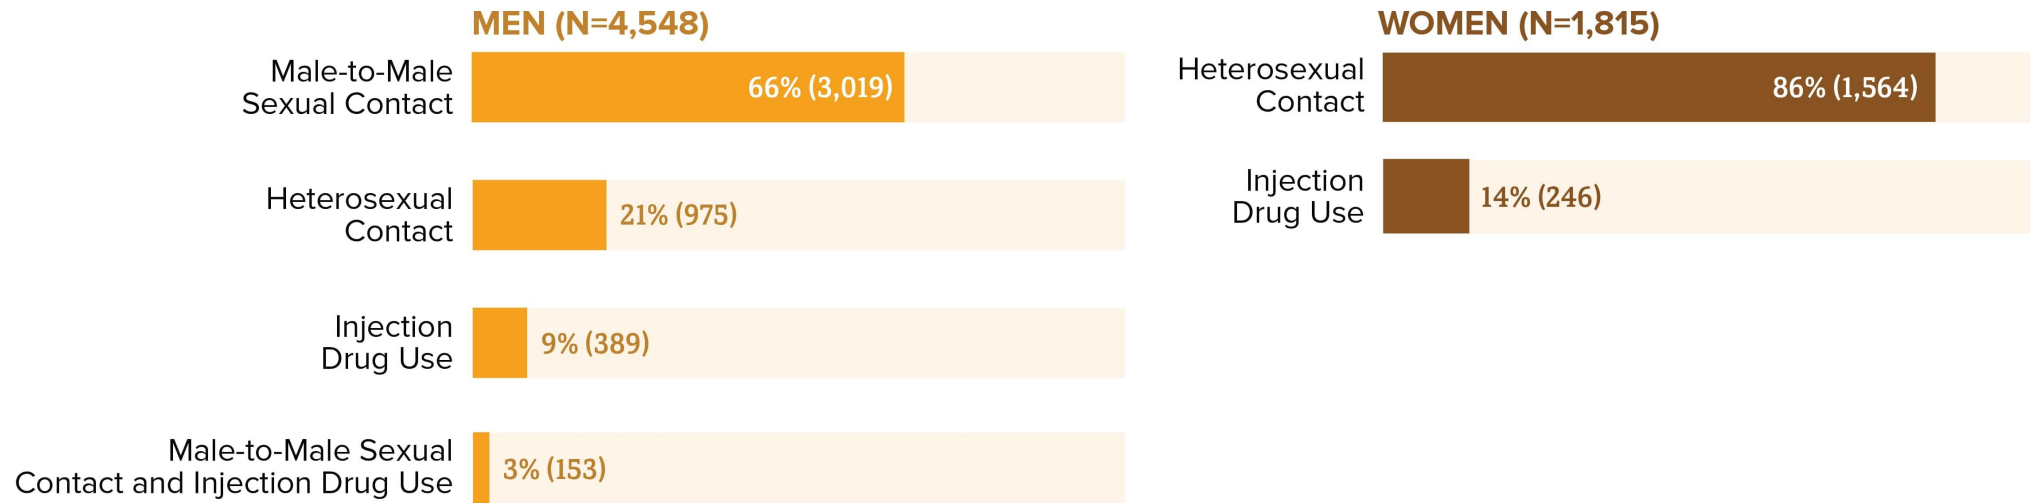 MEN (N=4,548)
Male-to-Male
Sexual Contact
66% (3,019)
Heterosexual
Contact
21% (975)
Injection
Drug Use
9% (389)
Male-to-Male Sexual
Contact and Injection Drug Use
3% (153)
WOMEN (N=1,815)
Heterosexual
Contact
86% (1,564)
Injection
Drug Use
14% (246)